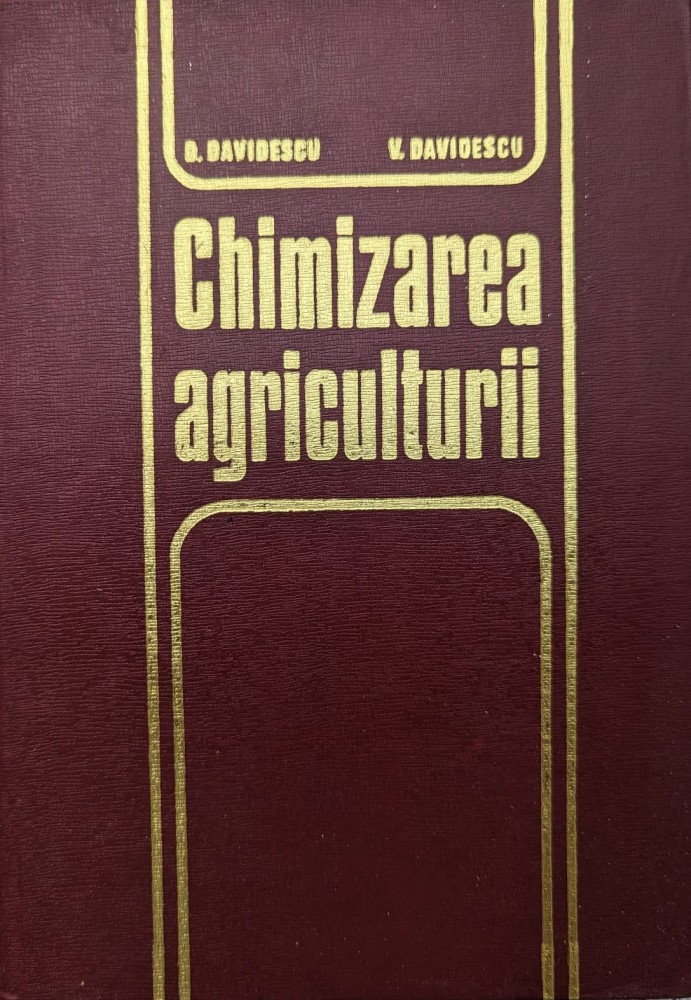 D. DAVIDESCU V. DAVIDESCU
Chimizarea
agriculturii